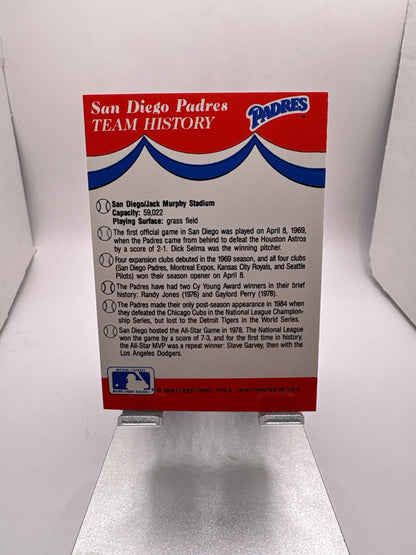 San Diego Padres
TEAM HISTORY
PADRES
San Diego/Jack Murphy Stadium
Capacity: 59,022
Playing Surface: grass field
The first official game in San Diego was played on April 8, 1969,
when the Padres came from behind to defeat the Houston Astros
by a score of 2-1. Dick Selma was the winning pitcher.
Four expansion clubs debuted in the 1969 season, and all four clubs
(San Diego Padres, Montreal Expos, Kansas City Royals, and Seattle
Pilots) won their season opener on April 8.
The Padres have had two Cy Young Award winners in their brief
history: Randy Jones (1976) and Gaylord Perry (1978).
The Padres made their only post-season appearance in 1984 when
they defeated the Chicago Cubs in the National League Champion-
ship Series, but lost to the Detroit Tigers in the World Series.
San Diego hosted the All-Star Game in 1978. The National League
won the game by a score of 7-3, and for the first time in history,
the All-Star MVP was a repeat winner: Steve Garvey, then with the
Los Angeles Dodgers.
FLEER CORP. PHILA., PRINTED IN U.S.A.